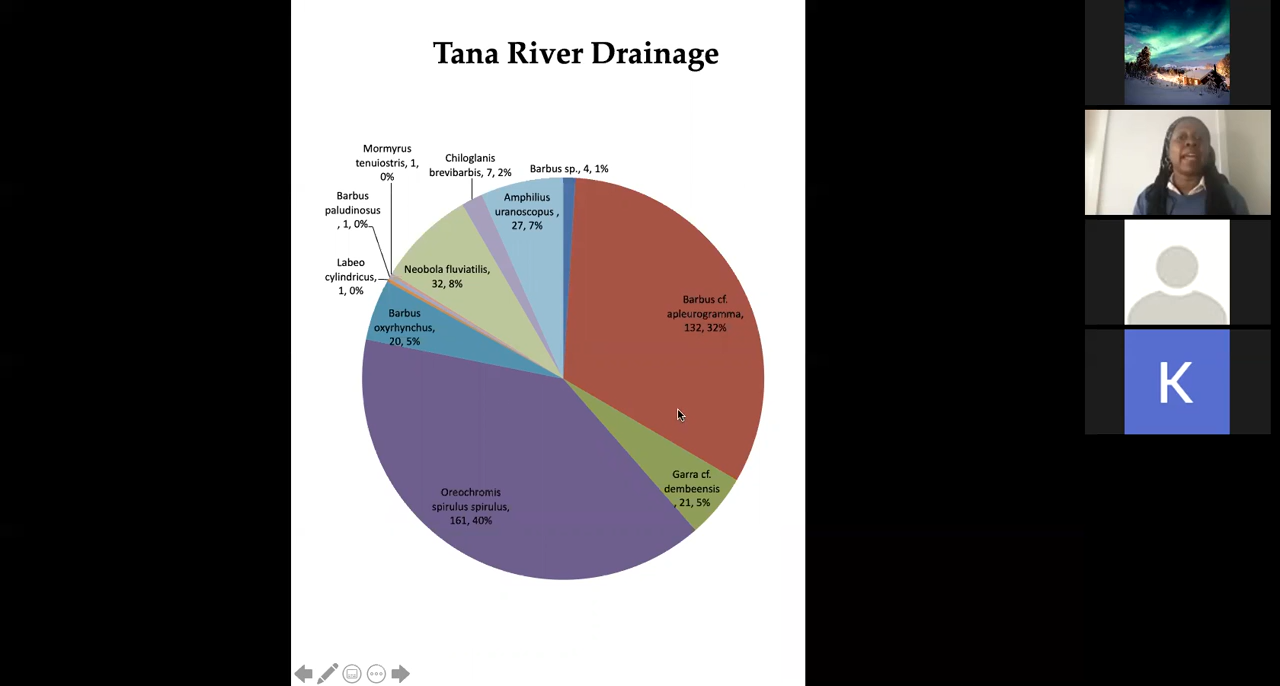 Tana River Drainage
Mormyrus
tenuiostris, 1,
0%
Chiloglanis
brevibarbis, 7, 2%
Barbus sp., 4, 1%
Barbus
paludinosus
, 1, 0%
Amphilius
uranoscopus ,
27, 7%
Labeo
cylindricus,
1, 0%
Neobola fluviatilis,
32, 8%
Barbus
oxyrhynchus,
20, 5%
Barbus cf.
apleurogramma,
132, 32%
Garra cf.
dembeensis
, 21, 5%
Oreochromis
spirulus spirulus,
161, 40%
K